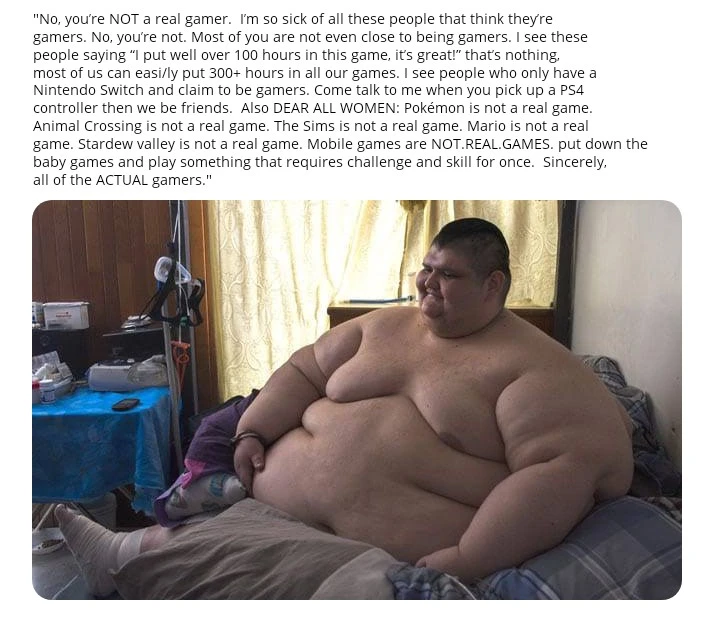 "No, you're NOT a real gamer.  I'm so sick of all these people that think they're
gamers. No, you're not. Most of you are not even close to being gamers. I see these
people saying “I put well over 100 hours in this game, it's great!” that's nothing,
most of us can easi/ly put 300+ hours in all our games. I see people who only have a
Nintendo Switch and claim to be gamers. Come talk to me when you pick up a PS4
controller then we be friends.  Also DEAR ALL WOMEN: Pokémon is not a real game.
Animal Crossing is not a real game. The Sims is not a real game. Mario is not a real
game. Stardew valley is not a real game. Mobile games are NOT.REAL.GAMES. put down the
baby games and play something that requires challenge and skill for once.  Sincerely,
all of the ACTUAL gamers."